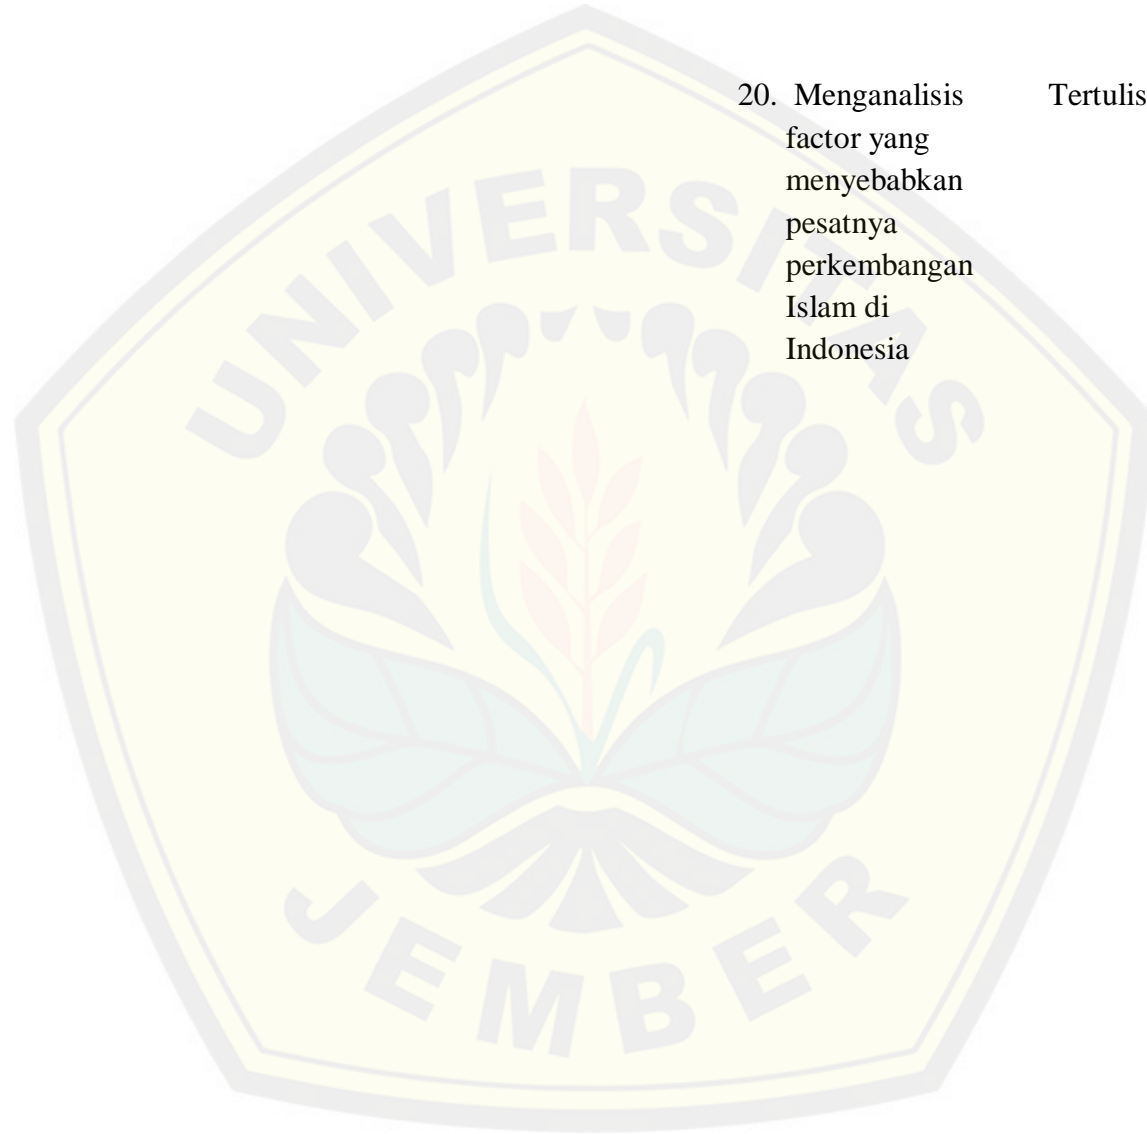 20. Menganalisis Tertulis
factor yang
menyebabkan
pesatnya
perkembangan
Islam di
Indonesia
UNIVERSITAS
JEMBER